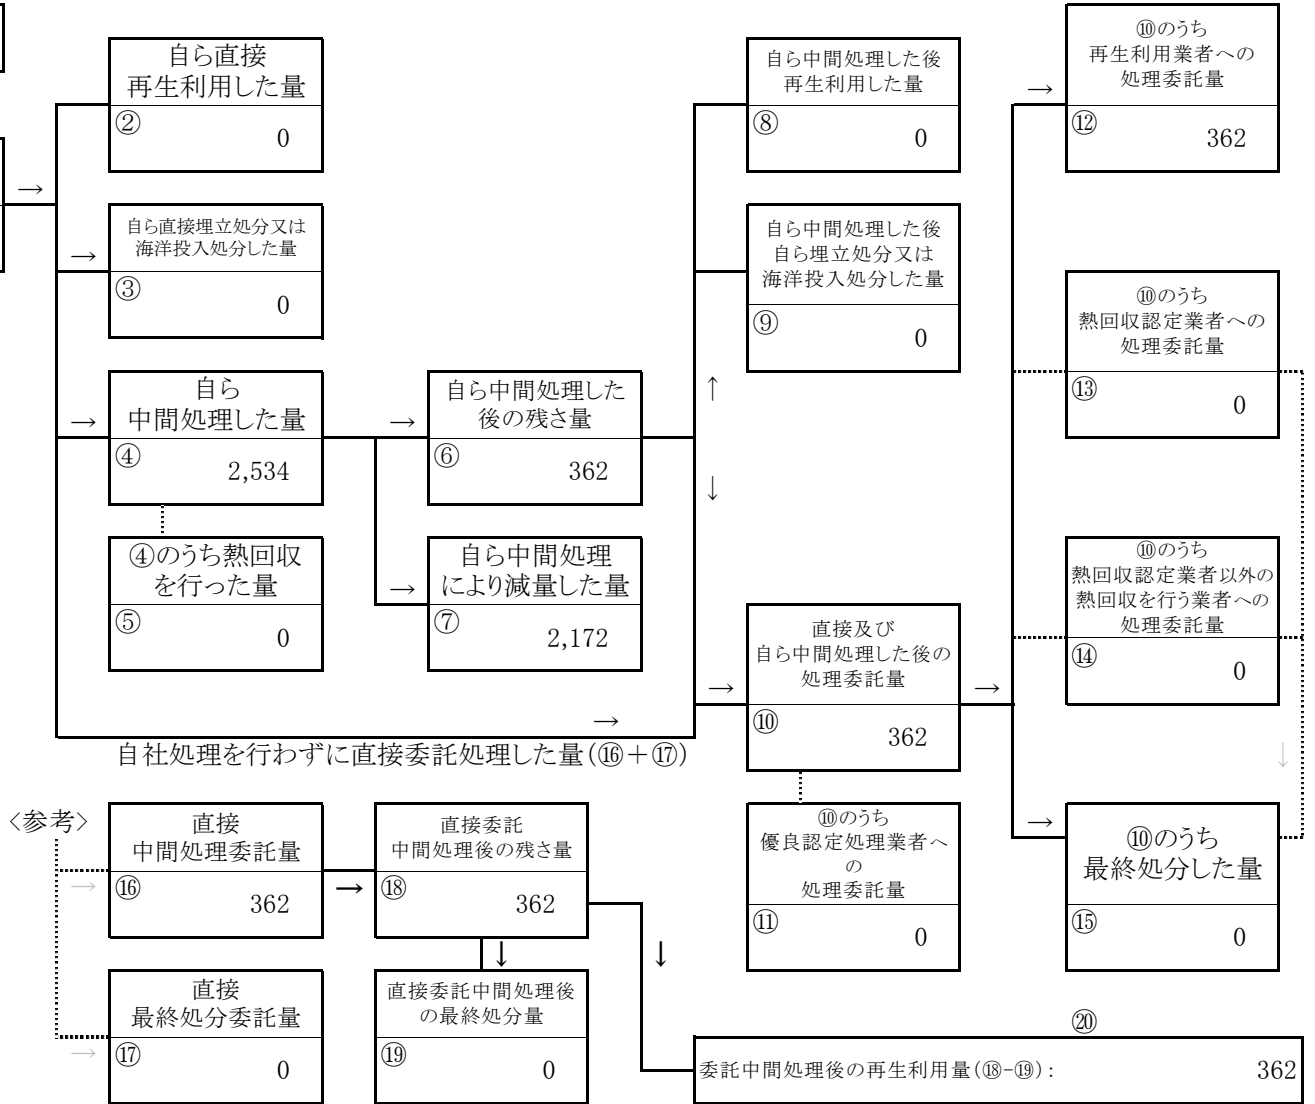 自ら直接
再生利用した量
②
0
→
自ら直接埋立処分又は
海洋投入処分した量
→
③
0
自ら
中間処理した量
→
④
2,534
④のうち熱回収
を行った量
⑤
0
→
自ら中間処理した
後の残さ量
⑥
362
自ら中間処理
により減量した量
→
⑦
2,172
自ら中間処理した後
再生利用した量
⑧
0
自ら中間処理した後
自ら埋立処分又は
海洋投入処分した量
⑨
0
↑
↓
直接及び
自ら中間処理した後の
処理委託量
→
⑩
362
→
⑩のうち
優良認定処理業者へ
の
処理委託量
⑪
0
⑩のうち
再生利用業者への
処理委託量
→
⑫
362
⑩のうち
熱回収認定業者への
処理委託量
⑬
0
⑩のうち
熱回収認定業者以外の
熱回収を行う業者への
処理委託量
⑭
0
↓
→
⑩のうち
最終処分した量
⑮
0
→
自社処理を行わずに直接委託処理した量(⑯+⑰)
〈参考〉
直接
中間処理委託量
→
⑯
362
→
直接委託
中間処理後の残さ量
⑱
362
↓
↓
直接
最終処分委託量
→
⑰
0
直接委託中間処理後
の最終処分量
⑲
0
⑳
委託中間処理後の再生利用量(⑱-⑲):
362